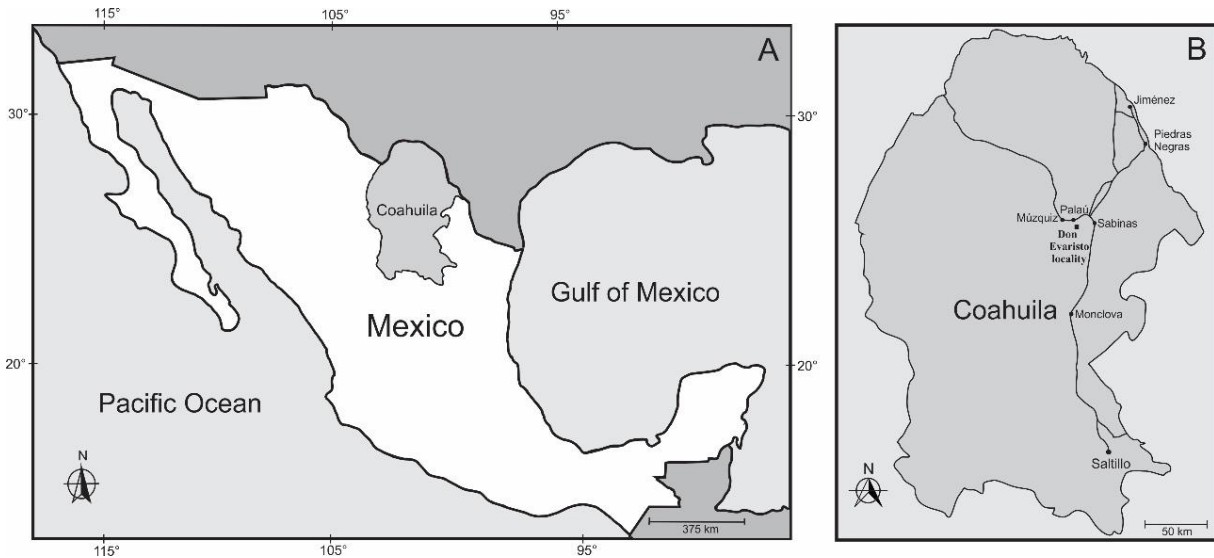 115°
105°
95°
A
30°
30°
Coahuila
Gulf of Mexico
Mexico
20°
20°
Pacific Ocean
N
375 km
115°
105°
95°
B
Jiménez
Piedras
Negras
Palaú
Múzquiz
Sabinas
Don
Evaristo
locality
Coahuila
Monclova
Saltillo
N
50 km